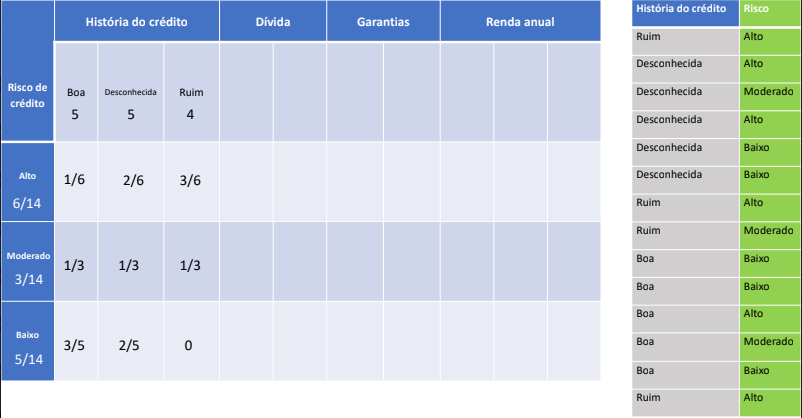 História do crédito Dívida Garantias Renda anual
Risco de
crédito
Boa Desconhecida Ruim
5 5 4
Alto
6/14
1/6 2/6 3/6
Moderado
3/14
1/3 1/3 1/3
Baixo
5/14
3/5 2/5 0
História do crédito Risco
Ruim Alto
Desconhecida Alto
Desconhecida Moderado
Desconhecida Alto
Desconhecida Baixo
Desconhecida Baixo
Ruim Alto
Ruim Moderado
Boa Baixo
Boa Baixo
Boa Alto
Boa Moderado
Boa Baixo
Ruim Alto